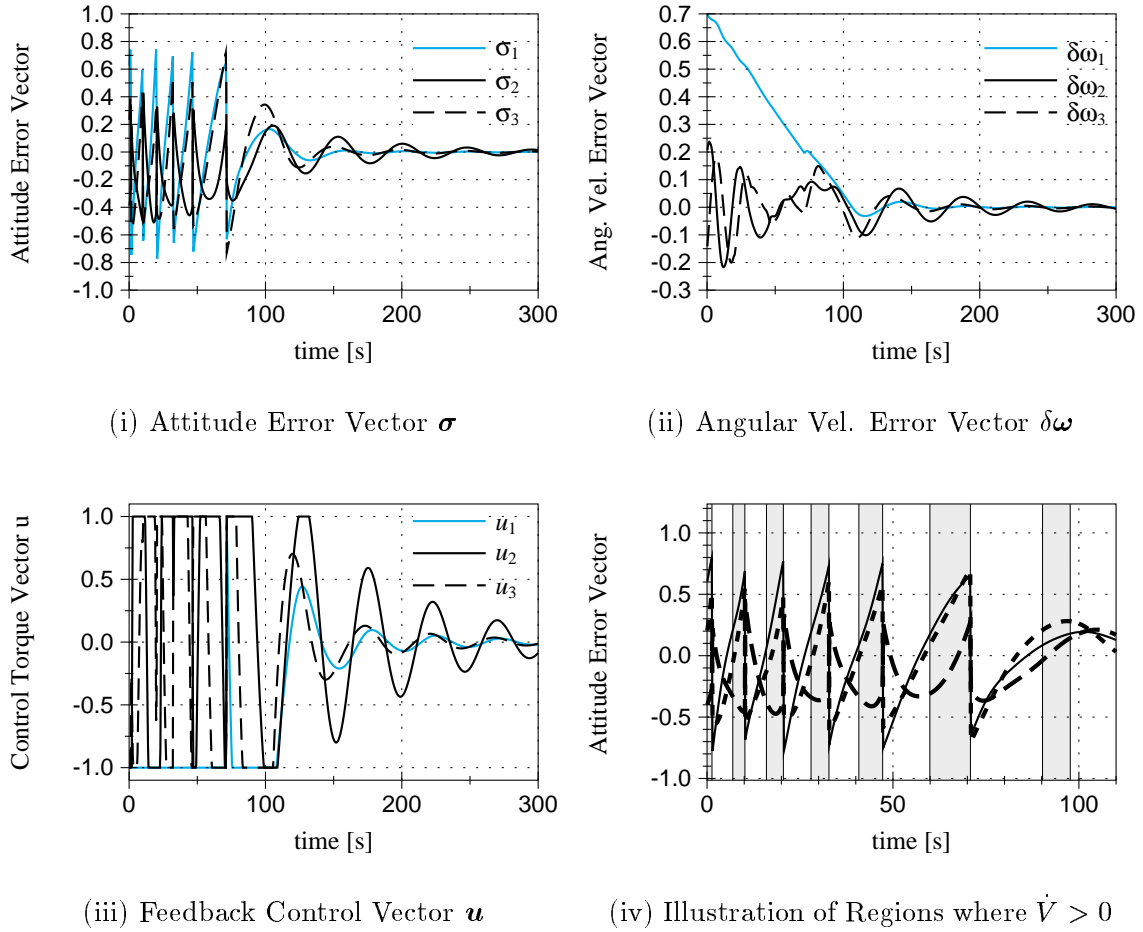 Attitude Error Vector
1.0
0.8
0.6
0.4
0.2
0.0
-0.2
-0.4
-0.6
-0.8
-1.0
σ1
σ2
σ3
0
100
200
300
time [s]
(i) Attitude Error Vector σ
Ang. Vel. Error Vector
0.7
0.6
0.5
0.4
0.3
0.2
0.1
0.0
-0.1
-0.2
-0.3
δω1
δω2
δω3
0
100
200
300
time [s]
(ii) Angular Vel. Error Vector δω
Control Torque Vector u
1.0
0.5
0.0
-0.5
-1.0
u1
u2
u3
0
100
200
300
time [s]
(iii) Feedback Control Vector u
Attitude Error Vector
1.0
0.5
0.0
-0.5
-1.0
0
50
100
time [s]
(iv) Illustration of Regions where V̇ > 0